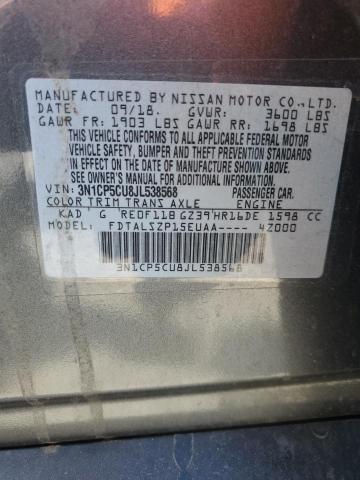 MANUFACTURED BY NISSAN MOTOR CO., LTD.
DATE: 09/18 GVWR: 3600 LBS
GAWR FR: 1903 LBS GAWR RR: 1698 LBS
THIS VEHICLE CONFORMS TO ALL APPLICABLE FEDERAL MOTOR
VEHICLE SAFETY, BUMPER AND THEFT PREVENTION STANDARDS
IN EFFECT ON THE DATE OF MANUFACTURE SHOWN ABOVE.
SEE OWNER'S MANUAL OR DEALER FOR MORE INFORMATION.
VIN: 3N1CP5CU8JL538568 PASSENGER CAR.
COLOR TRIM TRANS AXLE ENGINE
KAD G RE0F11B GZ39 HR16DE 1598 CC
MODEL: FDTALSZP15EUAA---- 4Z000
3N1CP5CU8JL538568